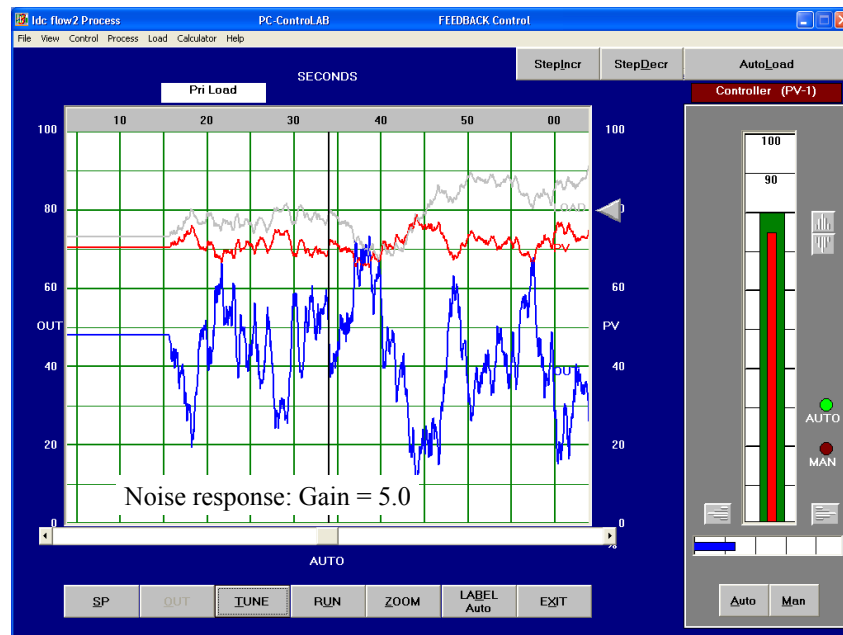 Idc flow2 Process PC-ControLAB FEEDBACK Control
File View Control Process Load Calculator Help
StepIncr StepDecr AutoLoad
SECONDS
Pri Load
Controller (PV-1)
10 20 30 40 50 00
100 100
100
90
80
LOAD
PV
60 60
OUT PV
40 40
OUT
AUTO
20 20
MAN
Noise response: Gain = 5.0
0 0
%
AUTO
SP OUT TUNE RUN ZOOM LABEL Auto EXIT
Auto Man